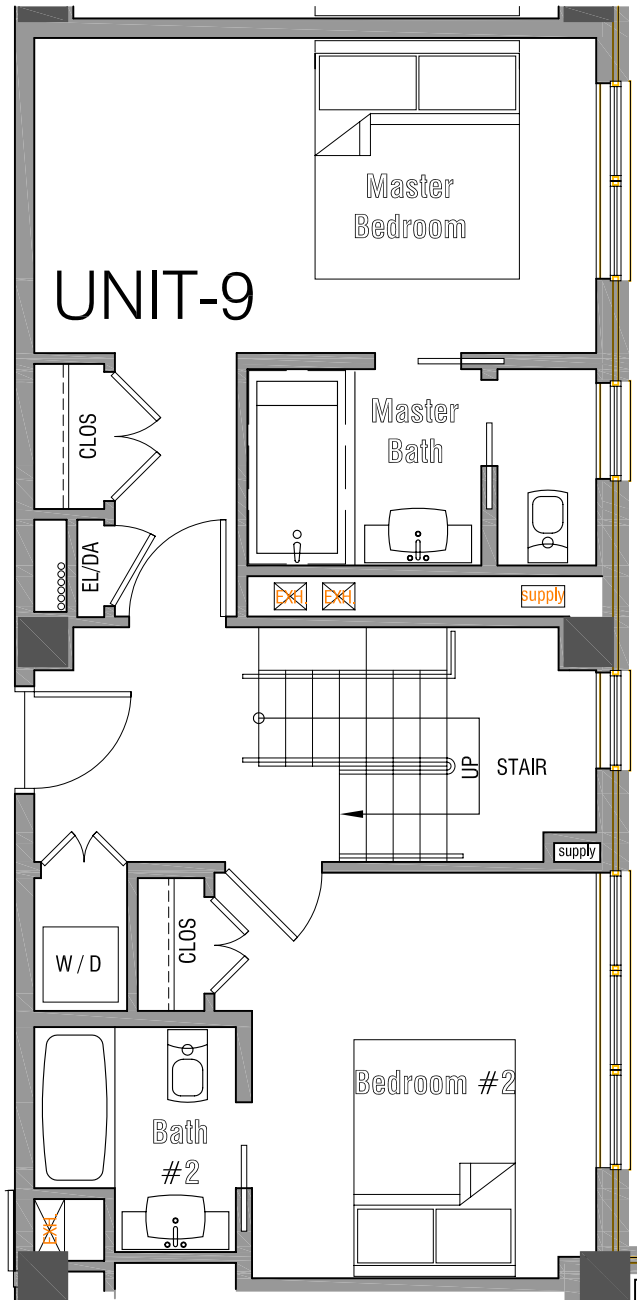 Master
Bedroom
UNIT-9
CLOS
Master
Bath
EL/DA
EXH.
EXH.
supply
UP
STAIR
supply
W / D
CLOS
Bedroom #2
Bath
#2
EXH.